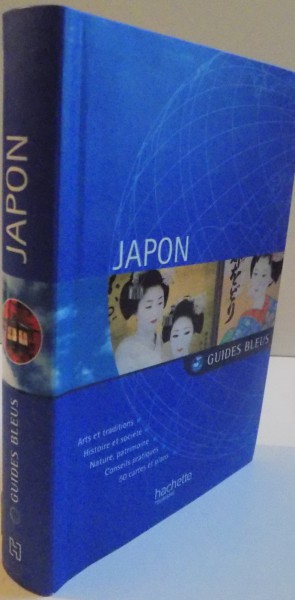 JAPON
GUIDES BLEUS
JAPON
GUIDES BLEUS
Arts et traditions
Histoire et société
Nature, patrimoine
Conseils pratiques
hachette